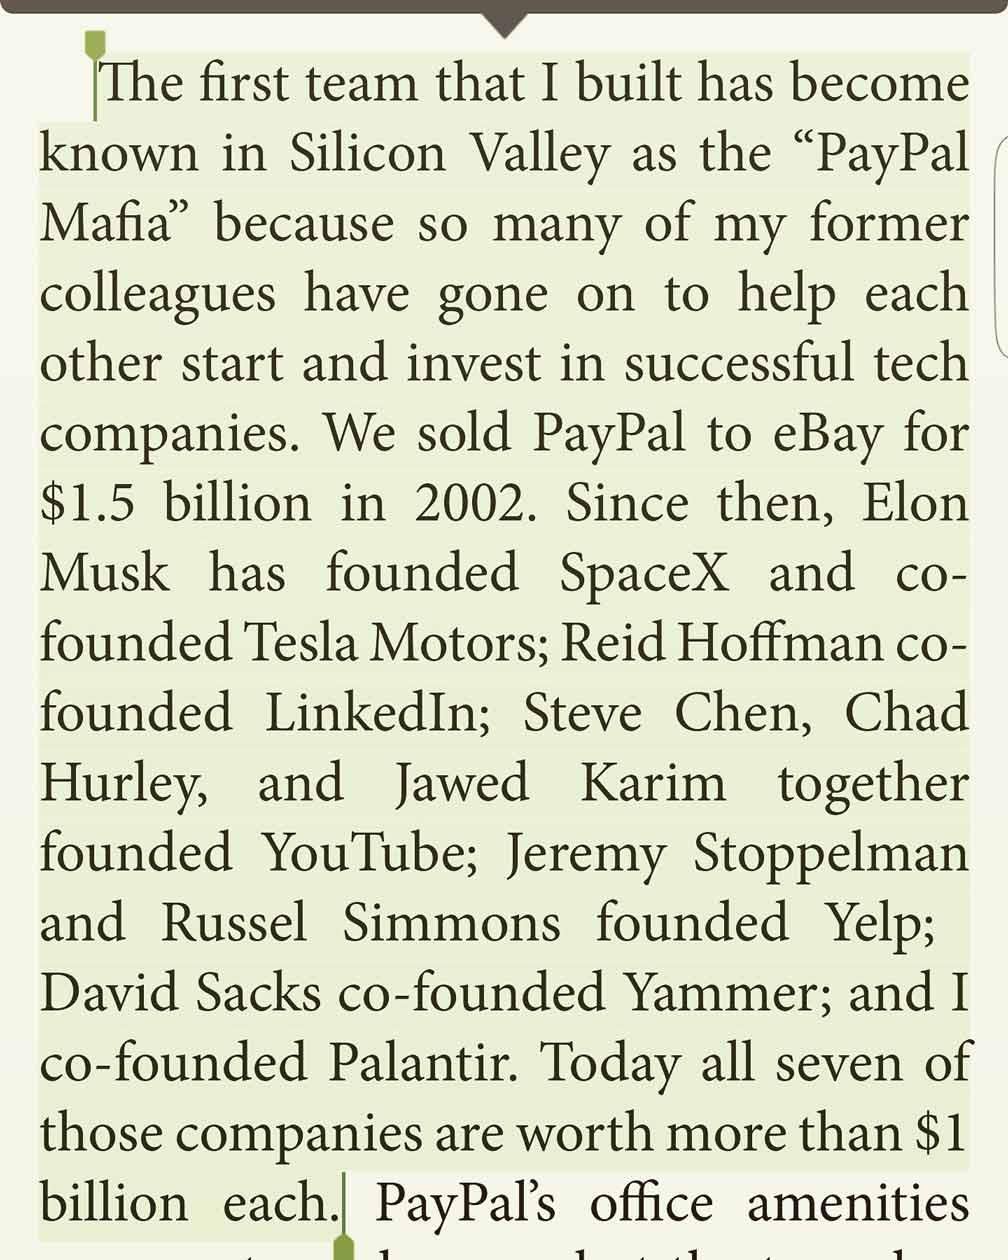 The first team that I built has become
known in Silicon Valley as the “PayPal
Mafia” because so many of my former
colleagues have gone on to help each
other start and invest in successful tech
companies. We sold PayPal to eBay for
$1.5 billion in 2002. Since then, Elon
Musk has founded SpaceX and co-
founded Tesla Motors; Reid Hoffman co-
founded LinkedIn; Steve Chen, Chad
Hurley, and Jawed Karim together
founded YouTube; Jeremy Stoppelman
and Russel Simmons founded Yelp;
David Sacks co-founded Yammer; and I
co-founded Palantir. Today all seven of
those companies are worth more than $1
billion each. PayPal’s office amenities